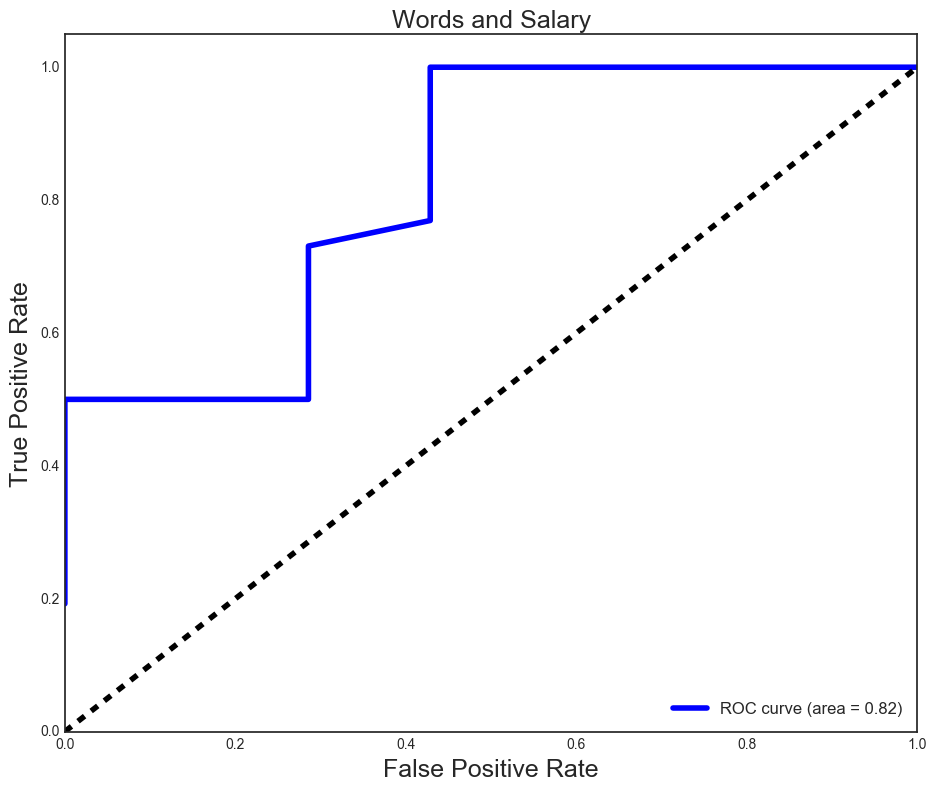 Words and Salary
1.0
0.8
0.6
0.4
0.2
0.0
True Positive Rate
ROC curve (area = 0.82)
0.0 0.2 0.4 0.6 0.8 1.0
False Positive Rate